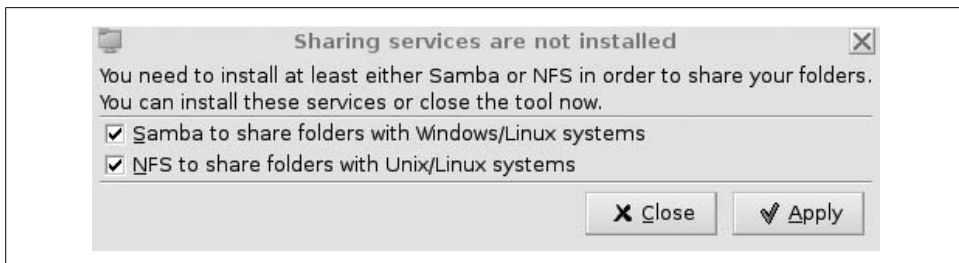 Sharing services are not installed
You need to install at least either Samba or NFS in order to share your folders.
You can install these services or close the tool now.
Samba to share folders with Windows/Linux systems
NFS to share folders with Unix/Linux systems
Close Apply